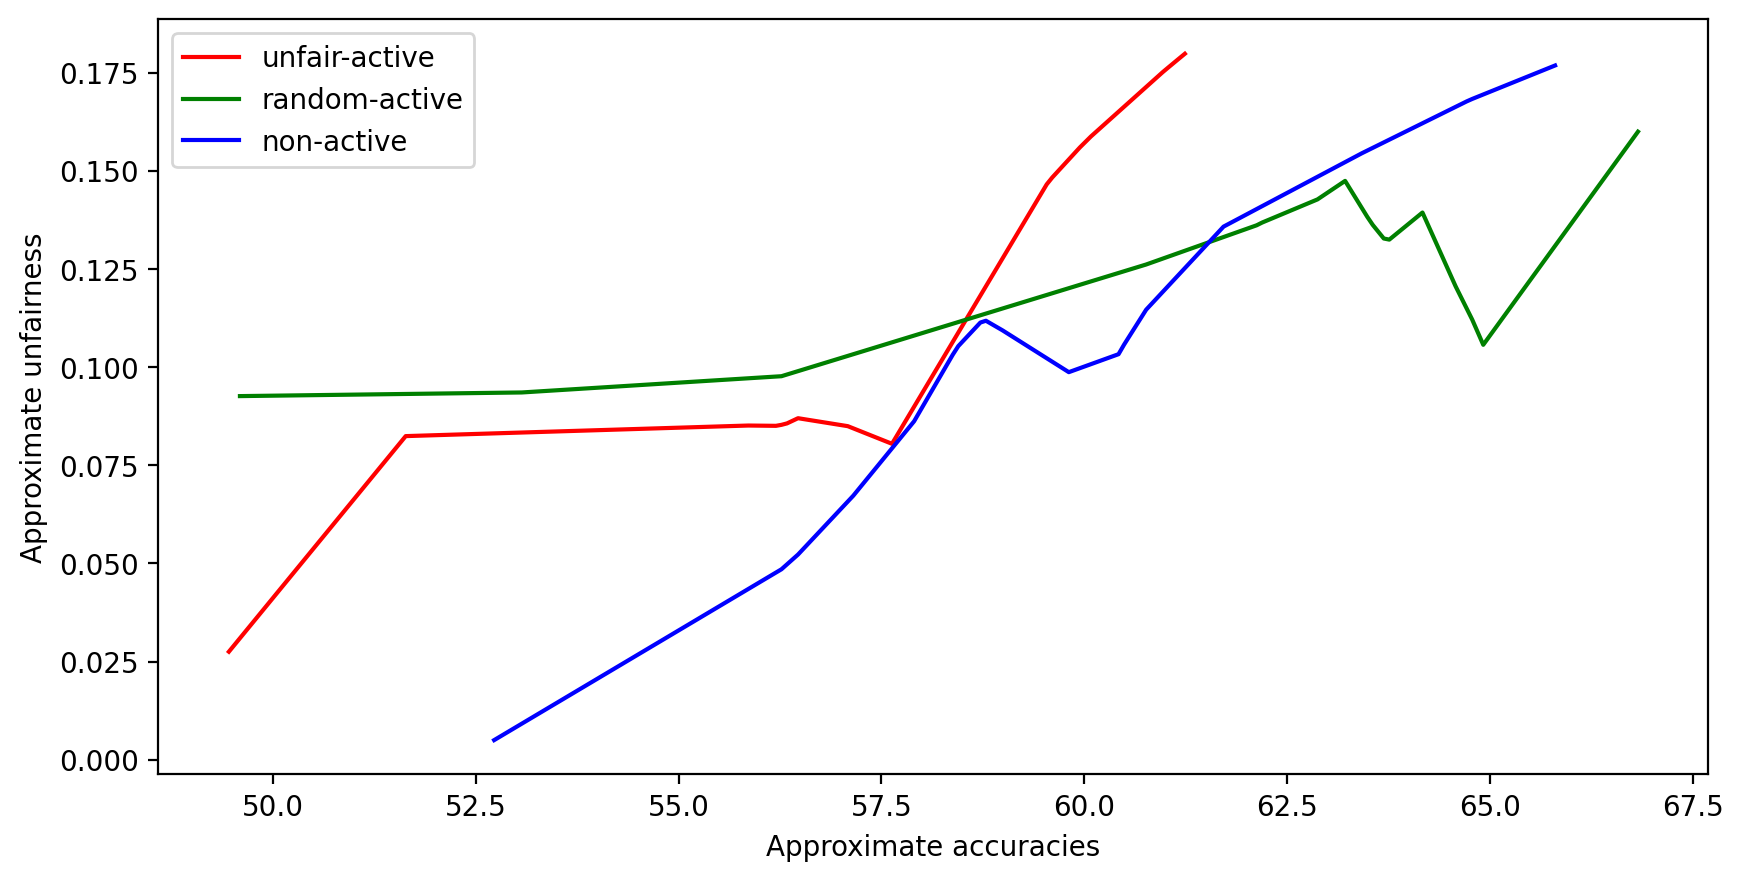 unfair-active
random-active
non-active
Approximate unfairness
0.175
0.150
0.125
0.100
0.075
0.050
0.025
0.000
50.0 52.5 55.0 57.5 60.0 62.5 65.0 67.5
Approximate accuracies